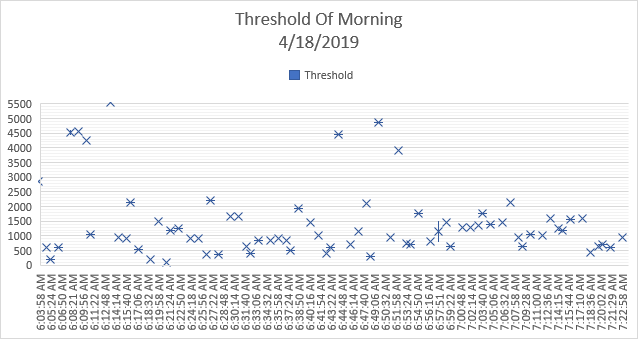 Threshold Of Morning
4/18/2019
Threshold
5500
5000
4500
4000
3500
3000
2500
2000
1500
1000
500
0
6:03:58 AM
6:05:24 AM
6:06:50 AM
6:08:21 AM
6:09:56 AM
6:11:22 AM
6:12:48 AM
6:14:14 AM
6:15:40 AM
6:17:06 AM
6:18:32 AM
6:19:58 AM
6:21:24 AM
6:22:50 AM
6:24:18 AM
6:25:56 AM
6:27:22 AM
6:28:48 AM
6:30:14 AM
6:31:40 AM
6:33:06 AM
6:34:32 AM
6:35:58 AM
6:37:24 AM
6:38:50 AM
6:40:16 AM
6:41:54 AM
6:43:22 AM
6:44:48 AM
6:46:14 AM
6:47:40 AM
6:49:06 AM
6:50:32 AM
6:51:58 AM
6:53:24 AM
6:54:50 AM
6:56:16 AM
6:57:51 AM
6:59:22 AM
7:00:48 AM
7:02:14 AM
7:03:40 AM
7:05:06 AM
7:06:32 AM
7:07:58 AM
7:09:28 AM
7:11:00 AM
7:12:36 AM
7:14:15 AM
7:15:44 AM
7:17:10 AM
7:18:36 AM
7:20:02 AM
7:21:29 AM
7:22:58 AM